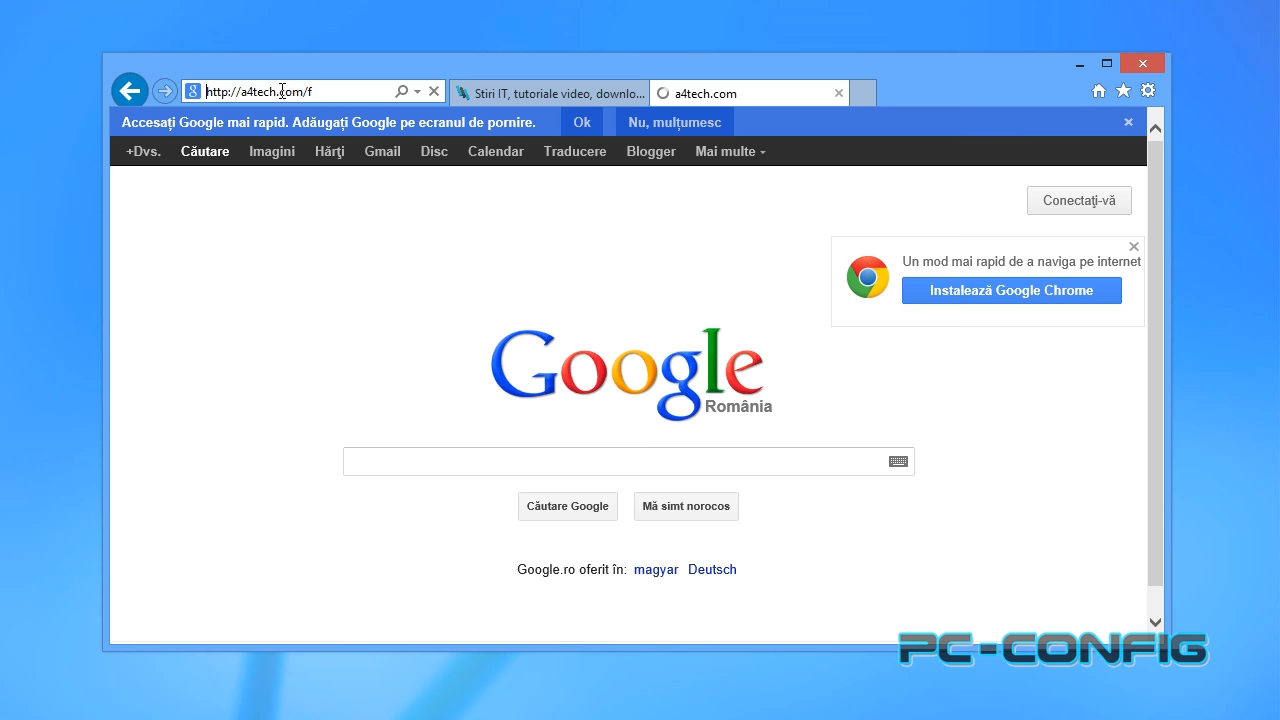 http://a4tech.com/f
Stiri IT, tutoriale video, downlo...
a4tech.com
Accesați Google mai rapid. Adăugați Google pe ecranul de pornire.
Ok
Nu, mulțumesc
+Dvs.
Căutare
Imagini
Hărţi
Gmail
Disc
Calendar
Traducere
Blogger
Mai multe
Conectaţi-vă
Un mod mai rapid de a naviga pe internet
Instalează Google Chrome
Google
România
Căutare Google
Mă simt norocos
Google.ro oferit în: magyar Deutsch
PC-CONFIG